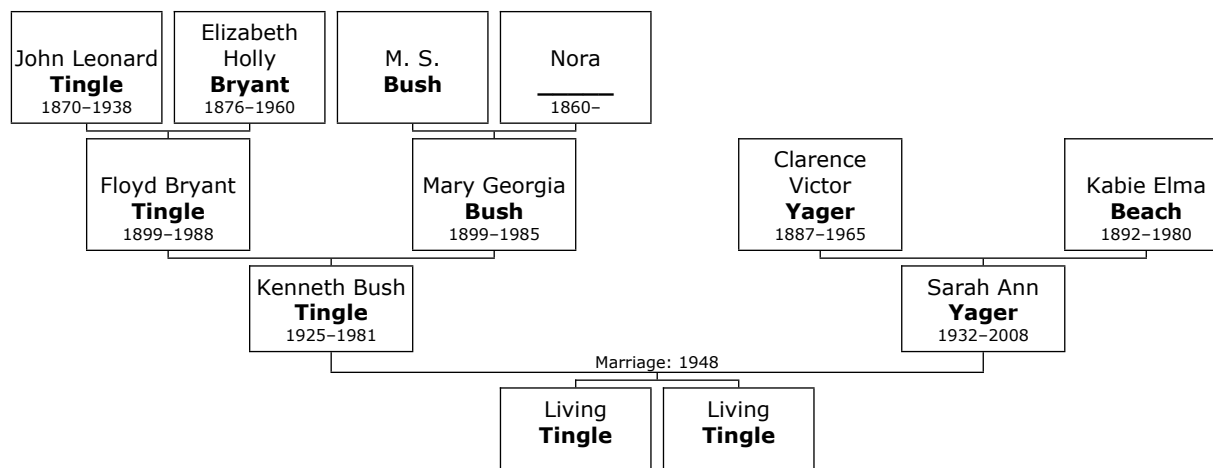 John Leonard
Tingle
1870–1938
Elizabeth
Holly
Bryant
1876–1960
M. S.
Bush
Nora
______
1860–
Floyd Bryant
Tingle
1899–1988
Mary Georgia
Bush
1899–1985
Clarence
Victor
Yager
1887–1965
Kabie Elma
Beach
1892–1980
Kenneth Bush
Tingle
1925–1981
Sarah Ann
Yager
1932–2008
Marriage: 1948
Living
Tingle
Living
Tingle